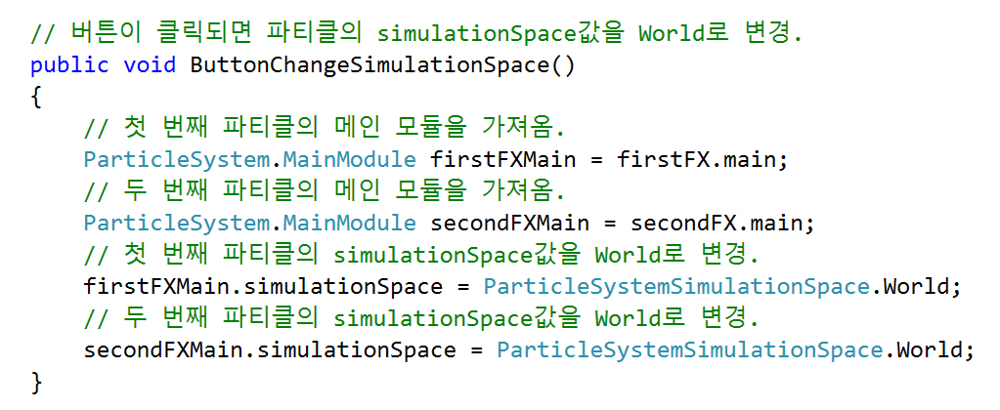 // 버튼이 클릭되면 파티클의 simulationSpace값을 World로 변경.
public void ButtonChangeSimulationSpace()
{
    // 첫 번째 파티클의 메인 모듈을 가져옴.
    ParticleSystem.MainModule firstFXMain = firstFX.main;
    // 두 번째 파티클의 메인 모듈을 가져옴.
    ParticleSystem.MainModule secondFXMain = secondFX.main;
    // 첫 번째 파티클의 simulationSpace값을 World로 변경.
    firstFXMain.simulationSpace = ParticleSystemSimulationSpace.World;
    // 두 번째 파티클의 simulationSpace값을 World로 변경.
    secondFXMain.simulationSpace = ParticleSystemSimulationSpace.World;
}